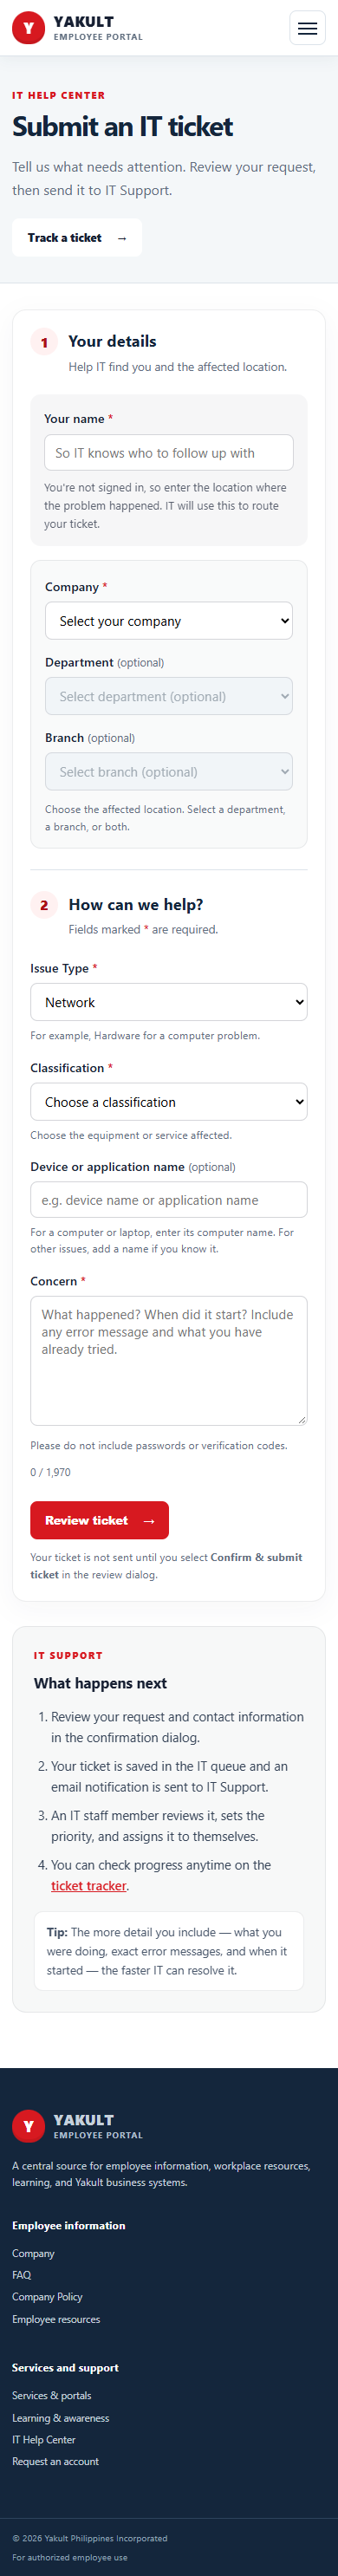 Y
YAKULT
EMPLOYEE PORTAL
IT HELP CENTER
Submit an IT ticket
Tell us what needs attention. Review your request,
then send it to IT Support.
Track a ticket →
1
Your details
Help IT find you and the affected location.
Your name *
So IT knows who to follow up with
You're not signed in, so enter the location where
the problem happened. IT will use this to route
your ticket.
Company *
Select your company
Department (optional)
Select department (optional)
Branch (optional)
Select branch (optional)
Choose the affected location. Select a department,
a branch, or both.
2
How can we help?
Fields marked * are required.
Issue Type *
Network
For example, Hardware for a computer problem.
Classification *
Choose a classification
Choose the equipment or service affected.
Device or application name (optional)
e.g. device name or application name
For a computer or laptop, enter its computer name. For
other issues, add a name if you know it.
Concern *
What happened? When did it start? Include
any error message and what you have
already tried.
Please do not include passwords or verification codes.
0 / 1,970
Review ticket →
Your ticket is not sent until you select Confirm & submit
ticket in the review dialog.
IT SUPPORT
What happens next
1. Review your request and contact information
in the confirmation dialog.
2. Your ticket is saved in the IT queue and an
email notification is sent to IT Support.
3. An IT staff member reviews it, sets the
priority, and assigns it to themselves.
4. You can check progress anytime on the
ticket tracker.
Tip: The more detail you include — what you
were doing, exact error messages, and when it
started — the faster IT can resolve it.
Y
YAKULT
EMPLOYEE PORTAL
A central source for employee information, workplace resources,
learning, and Yakult business systems.
Employee information
Company
FAQ
Company Policy
Employee resources
Services and support
Services & portals
Learning & awareness
IT Help Center
Request an account
© 2026 Yakult Philippines Incorporated
For authorized employee use